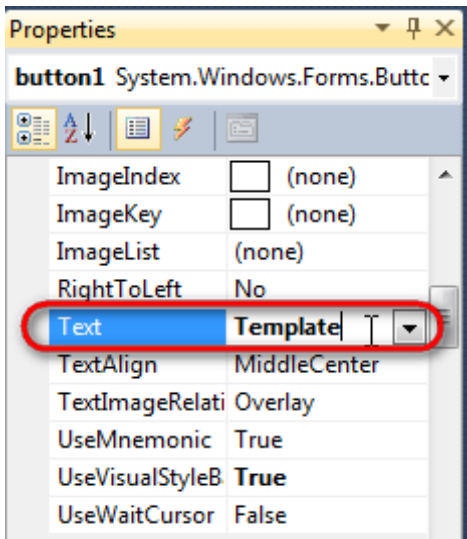 Properties
button1 System.Windows.Forms.Buttc
A Z
ImageIndex (none)
ImageKey (none)
ImageList (none)
RightToLeft No
Text Template
TextAlign MiddleCenter
TextImageRelati Overlay
UseMnemonic True
UseVisualStyleB True
UseWaitCursor False